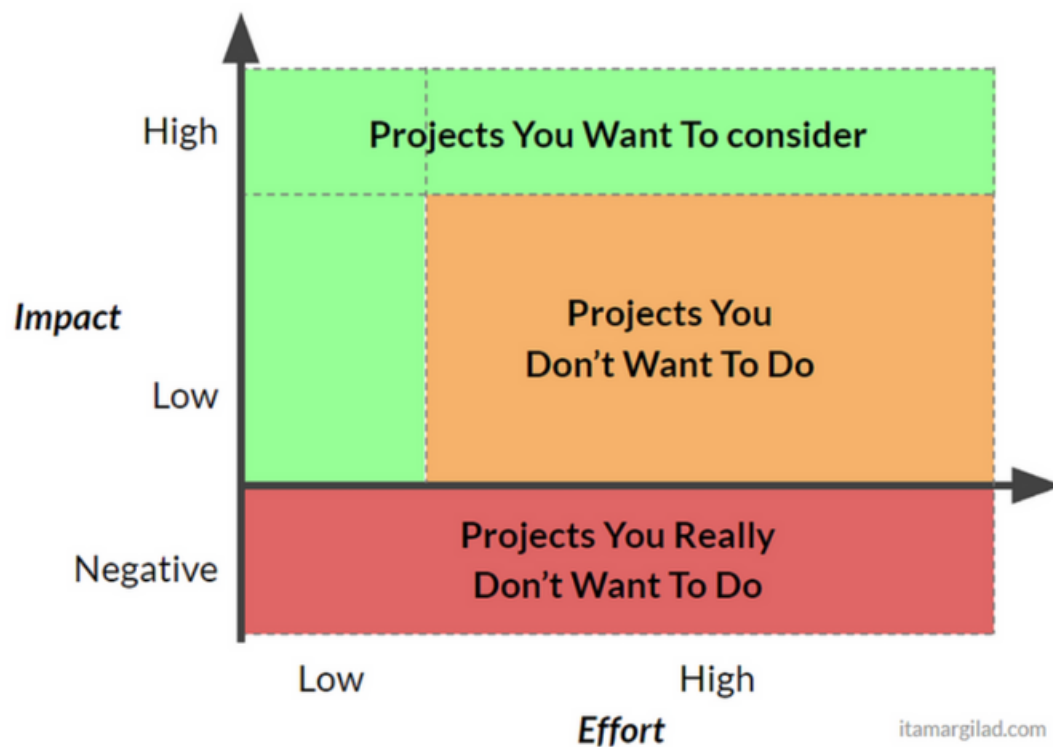 High
Projects You Want To consider
Impact
Projects You
Don't Want To Do
Low
Projects You Really
Don't Want To Do
Negative
Low
High
Effort
itamargilad.com